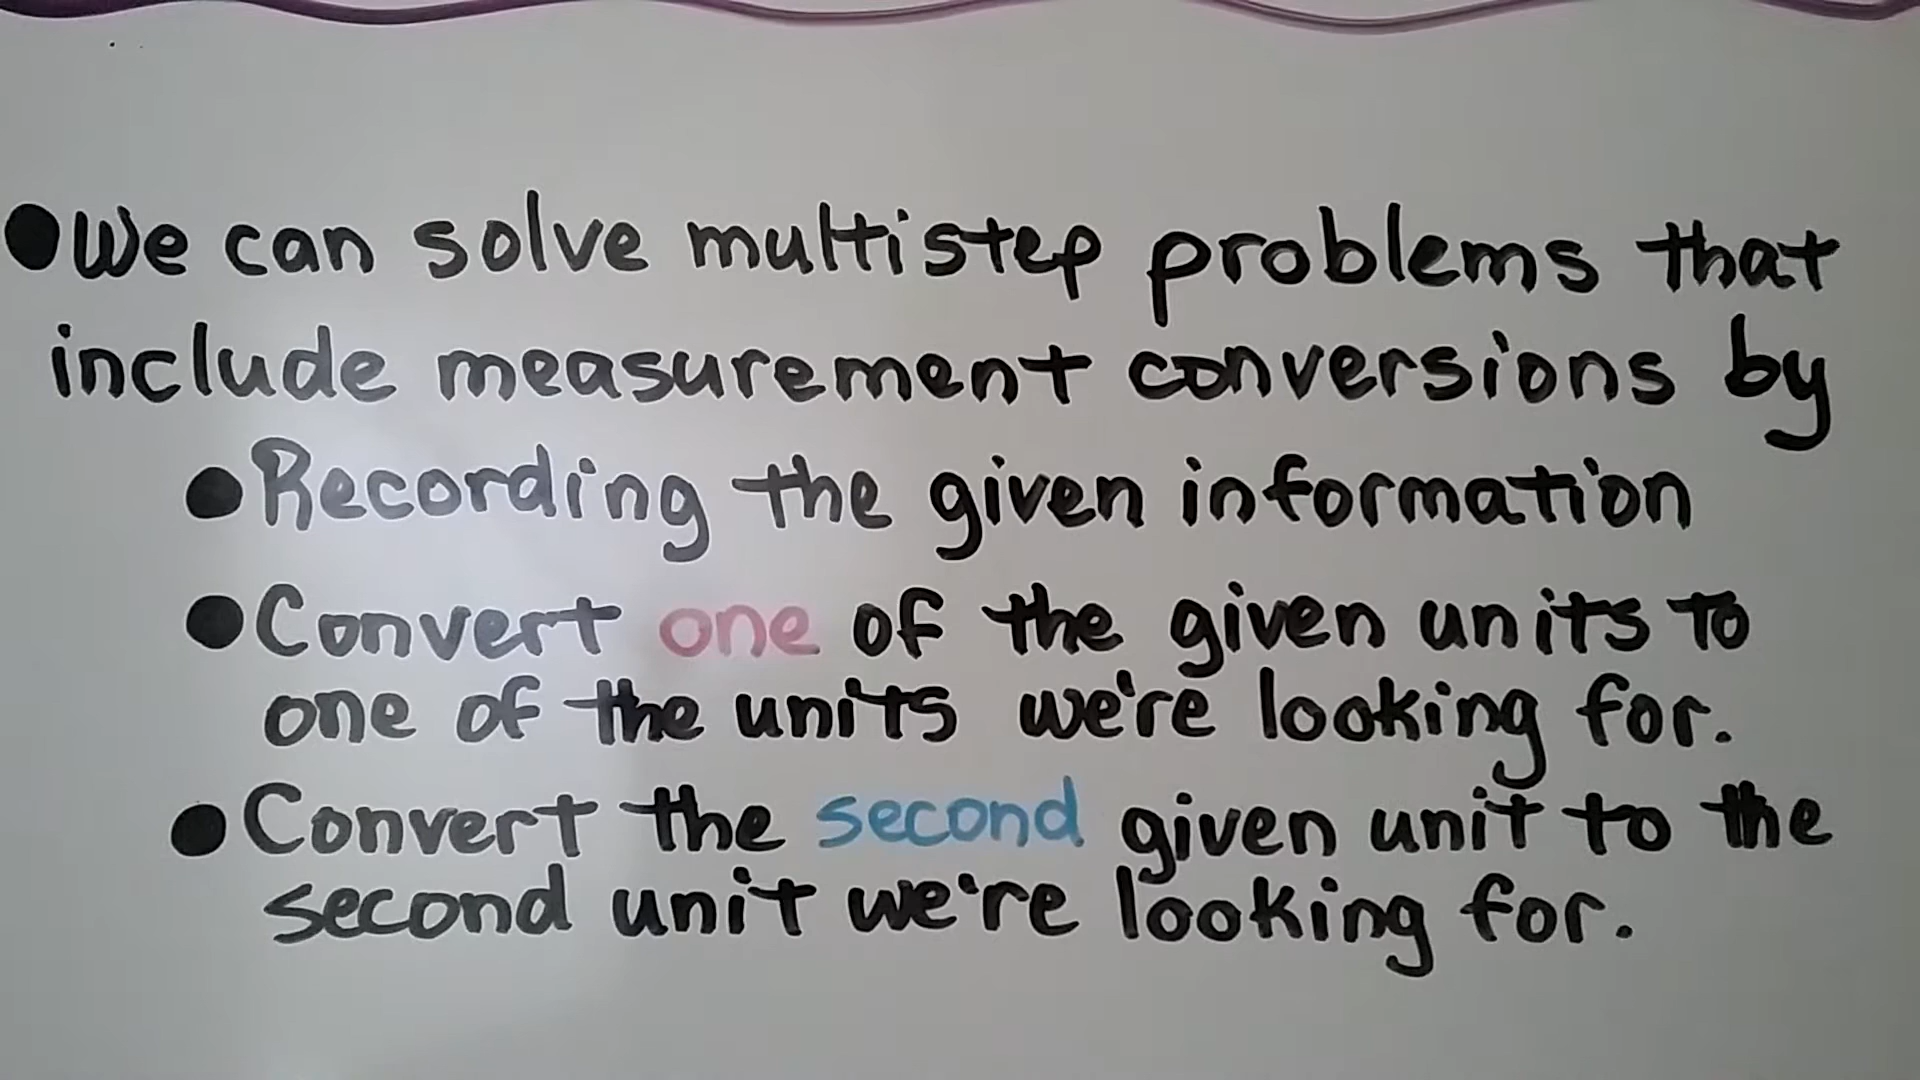 ●We can solve multistep problems that
include measurement conversions by
●Recording the given information
●Convert one of the given units to
one of the units we're looking for.
●Convert the second given unit to the
second unit we're looking for.